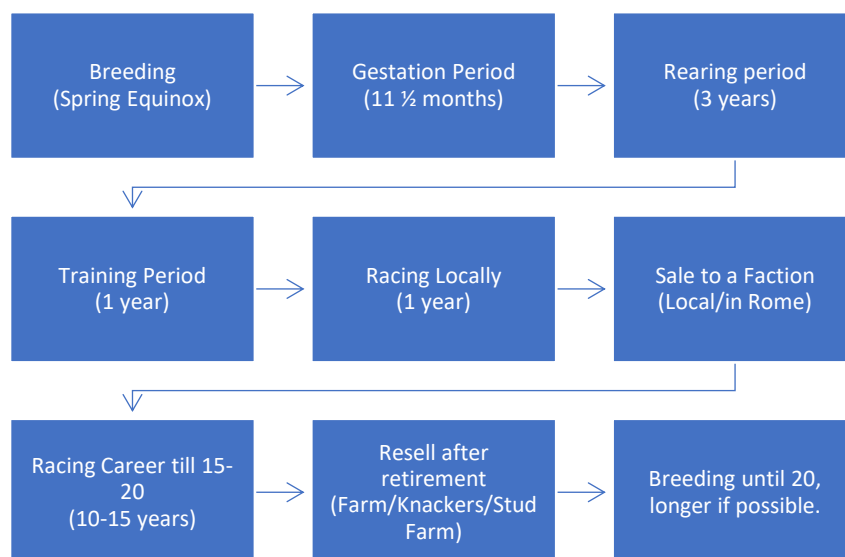 Breeding
(Spring Equinox)
Gestation Period
(11 ½ months)
Rearing period
(3 years)
Training Period
(1 year)
Racing Locally
(1 year)
Sale to a Faction
(Local/in Rome)
Racing Career till 15-
20
(10-15 years)
Resell after
retirement
(Farm/Knackers/Stud
Farm)
Breeding until 20,
longer if possible.